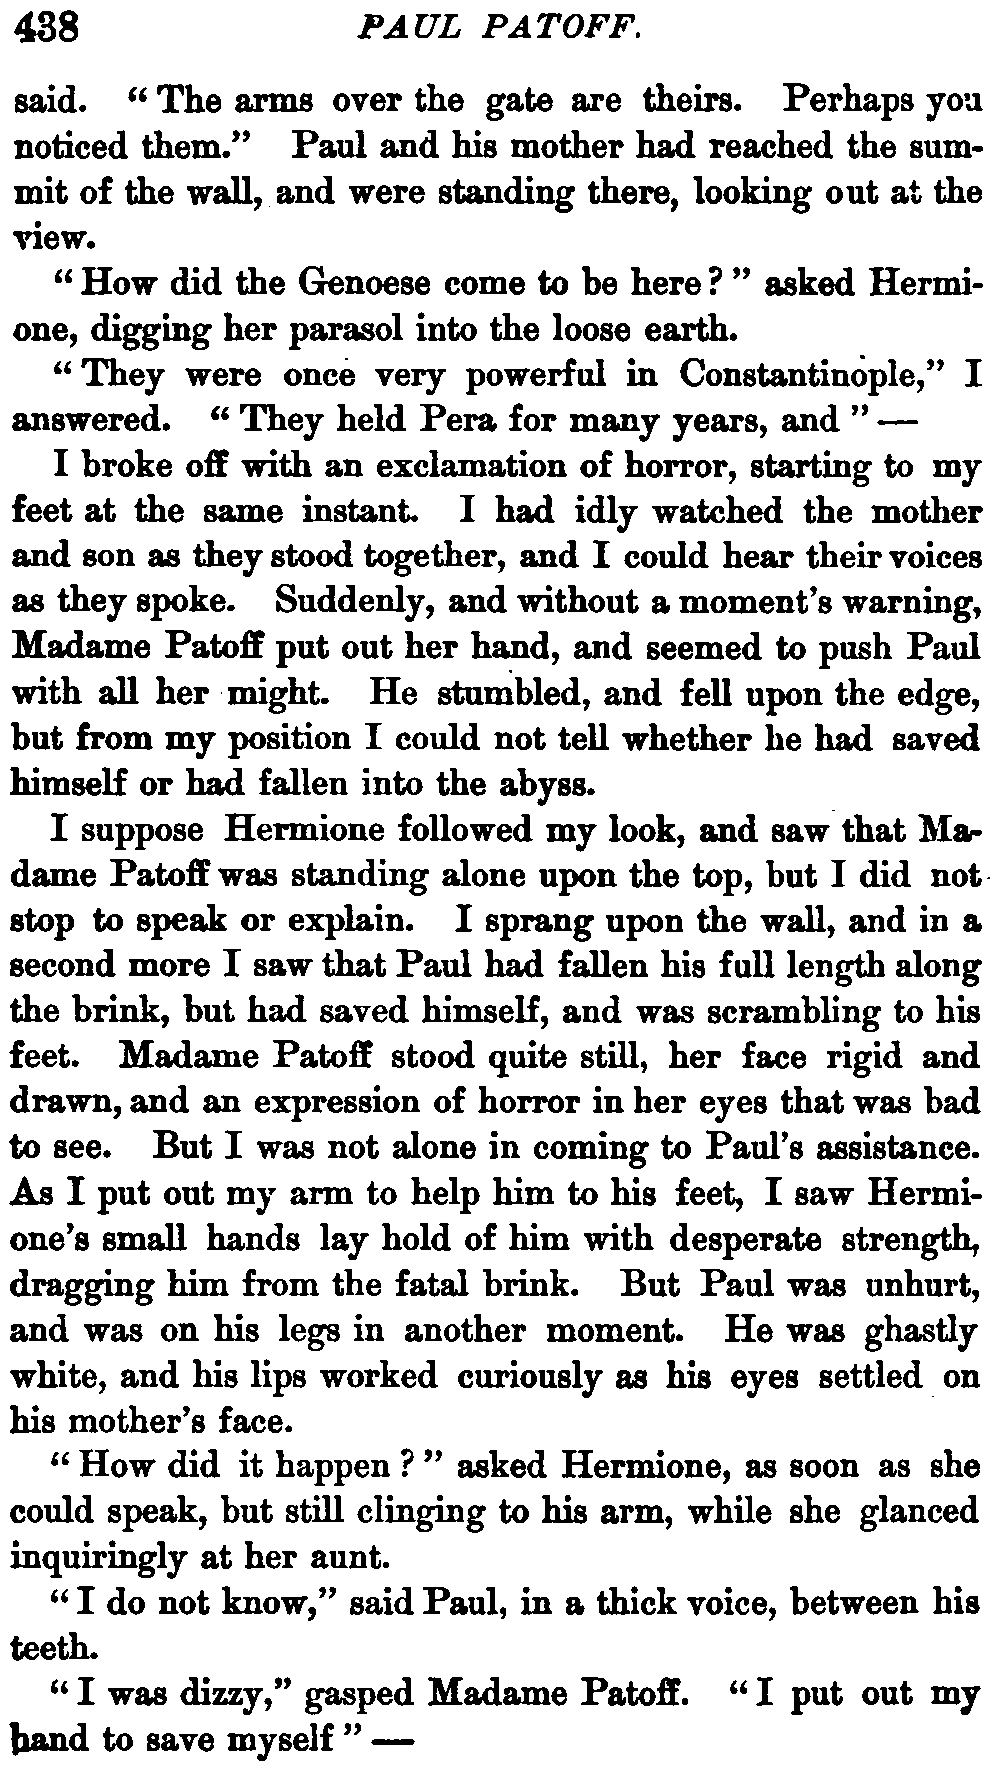 438 PAUL PATOFF.
said. “The arms over the gate are theirs. Perhaps you
noticed them.” Paul and his mother had reached the sum-
mit of the wall, and were standing there, looking out at the
view.
“How did the Genoese come to be here?” asked Hermi-
one, digging her parasol into the loose earth.
“They were once very powerful in Constantinople,” I
answered. “They held Pera for many years, and”—
I broke off with an exclamation of horror, starting to my
feet at the same instant. I had idly watched the mother
and son as they stood together, and I could hear their voices
as they spoke. Suddenly, and without a moment’s warning,
Madame Patoff put out her hand, and seemed to push Paul
with all her might. He stumbled, and fell upon the edge,
but from my position I could not tell whether he had saved
himself or had fallen into the abyss.
I suppose Hermione followed my look, and saw that Ma-
dame Patoff was standing alone upon the top, but I did not
stop to speak or explain. I sprang upon the wall, and in a
second more I saw that Paul had fallen his full length along
the brink, but had saved himself, and was scrambling to his
feet. Madame Patoff stood quite still, her face rigid and
drawn, and an expression of horror in her eyes that was bad
to see. But I was not alone in coming to Paul’s assistance.
As I put out my arm to help him to his feet, I saw Hermi-
one’s small hands lay hold of him with desperate strength,
dragging him from the fatal brink. But Paul was unhurt,
and was on his legs in another moment. He was ghastly
white, and his lips worked curiously as his eyes settled on
his mother’s face.
“How did it happen?” asked Hermione, as soon as she
could speak, but still clinging to his arm, while she glanced
inquiringly at her aunt.
“I do not know,” said Paul, in a thick voice, between his
teeth.
“I was dizzy,” gasped Madame Patoff. “I put out my
hand to save myself”—